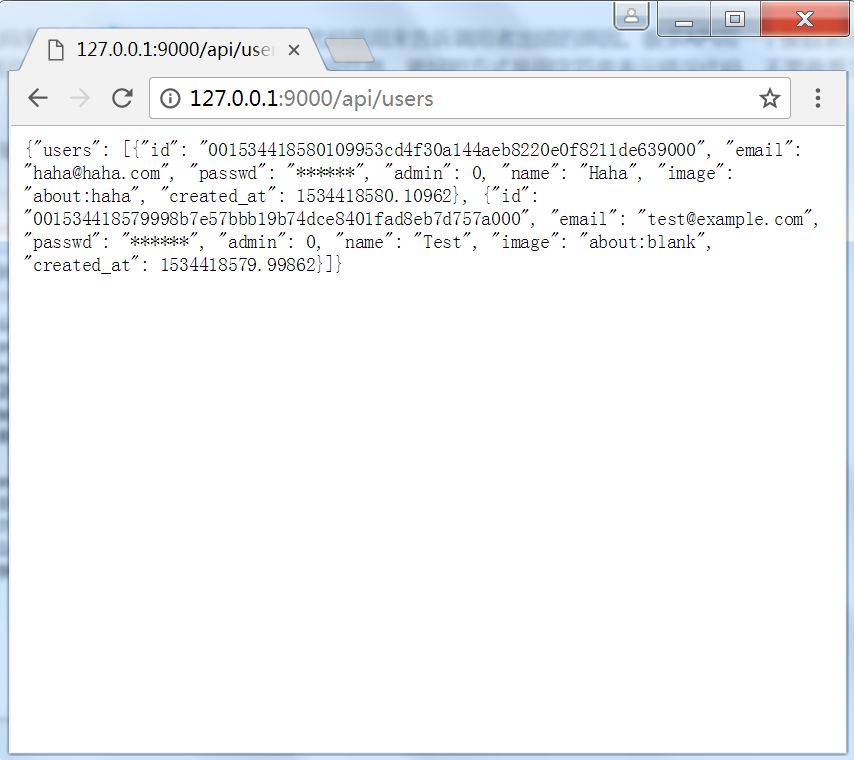 127.0.0.1:9000/api/use
127.0.0.1:9000/api/users
{"users": [{"id": "001534418580109953cd4f30a144aeb8220e0f8211de639000", "email":
"haha@haha.com", "passwd": "******", "admin": 0, "name": "Haha", "image":
"about:haha", "created_at": 1534418580.10962}, {"id":
"001534418579998b7e57bbb19b74dce8401fad8eb7d757a000", "email": "test@example.com",
"passwd": "******", "admin": 0, "name": "Test", "image": "about:blank",
"created_at": 1534418579.99862}]}